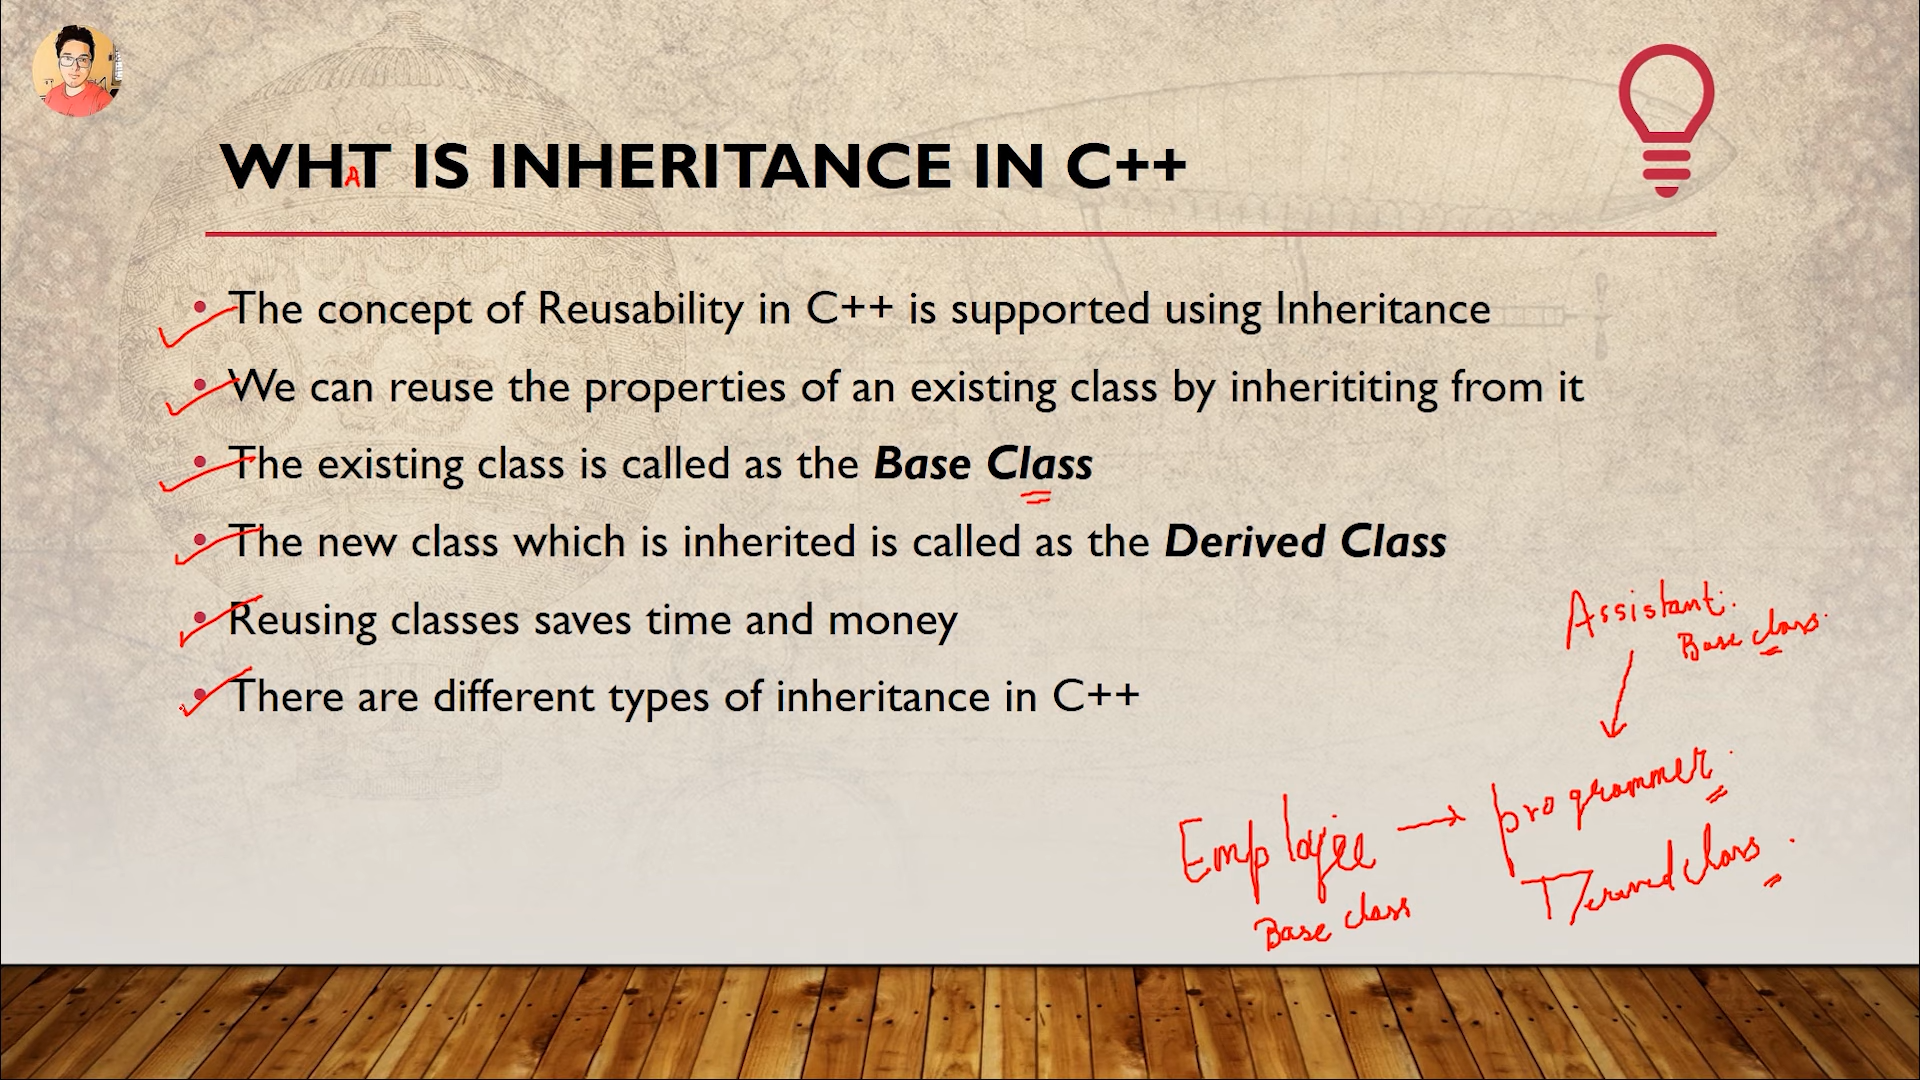 WHAT IS INHERITANCE IN C++
• The concept of Reusability in C++ is supported using Inheritance
• We can reuse the properties of an existing class by inherititing from it
• The existing class is called as the Base Class
• The new class which is inherited is called as the Derived Class
• Reusing classes saves time and money
• There are different types of inheritance in C++
Assistant.
Base class.
Employee → programmer.
Base class
Derived class.